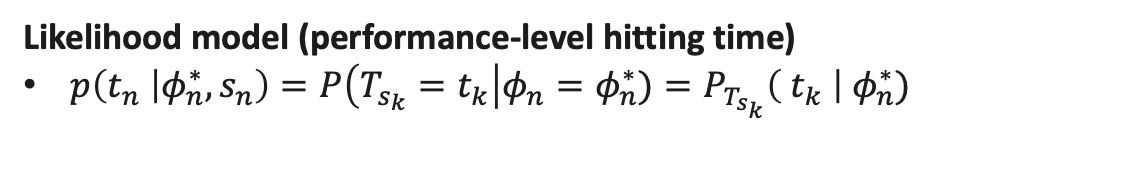 Likelihood model (performance-level hitting time)
• p(tₙ |ϕₙ*, sₙ) = P(T_{s_k} = t_k|ϕₙ = ϕₙ*) = P_{T_{s_k}} ( t_k | ϕₙ*)